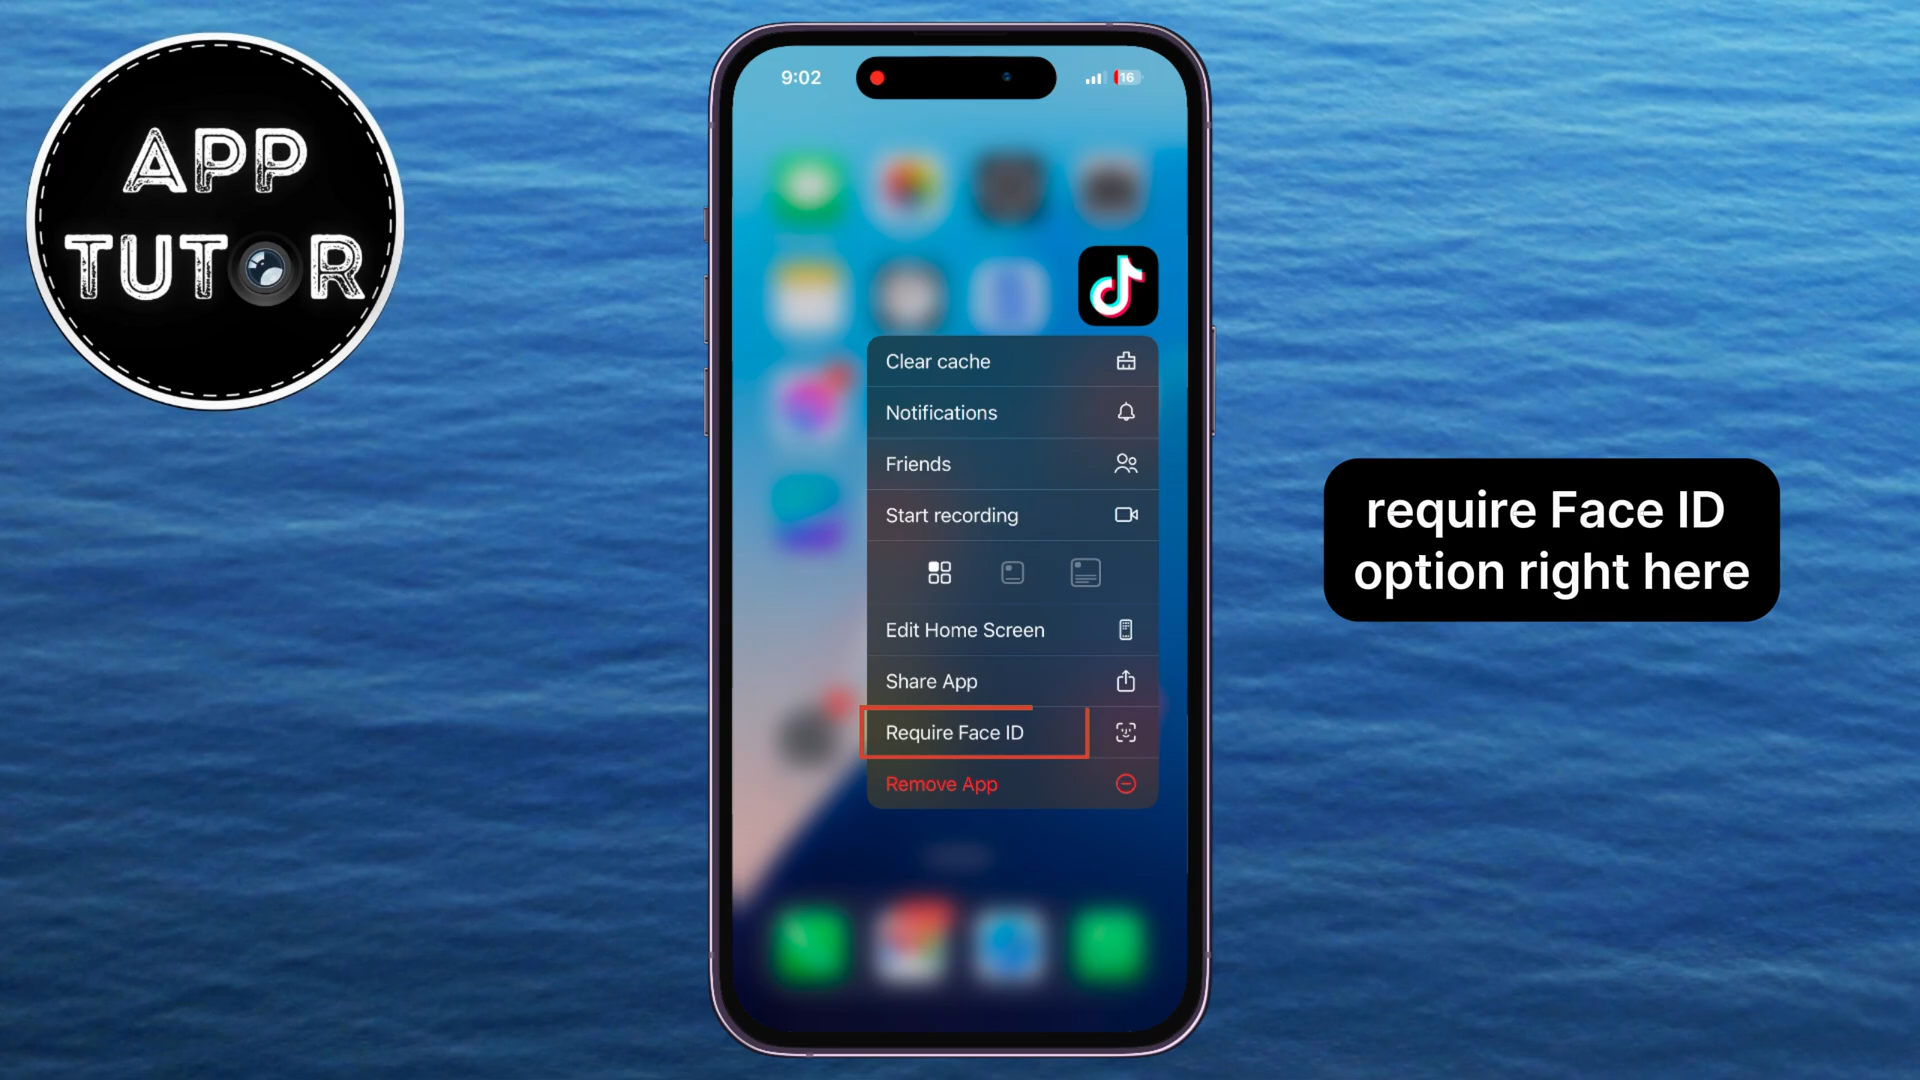 APP
TUTOR
9:02
16
Clear cache
Notifications
Friends
Start recording
Edit Home Screen
Share App
Require Face ID
Remove App
require Face ID
option right here